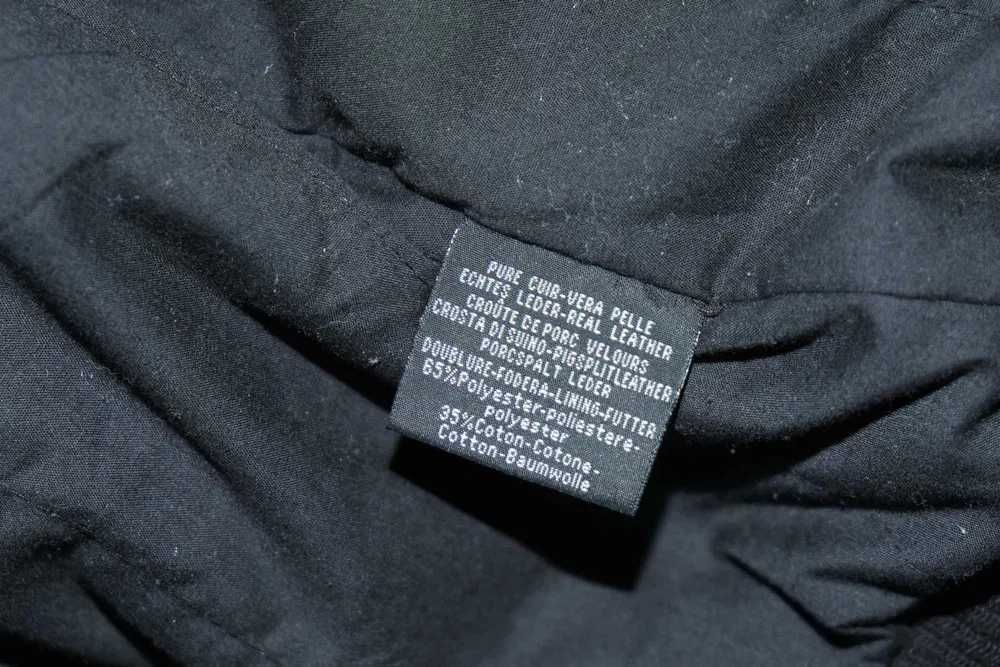 PURE CUIR-VERA PELLE
ECHTES LEDER-REAL LEATHER
CROÛTE DE PORC VELOURS
CROSTA DI SUINO-PIGSPLITLEATHER
PORCSPALT LEDER
DOUBLURE-FODERA-LINING-FUTTER
65%Polyester-poliestere-
polyester
35%Coton-Cotone-
Cotton-Baumwolle